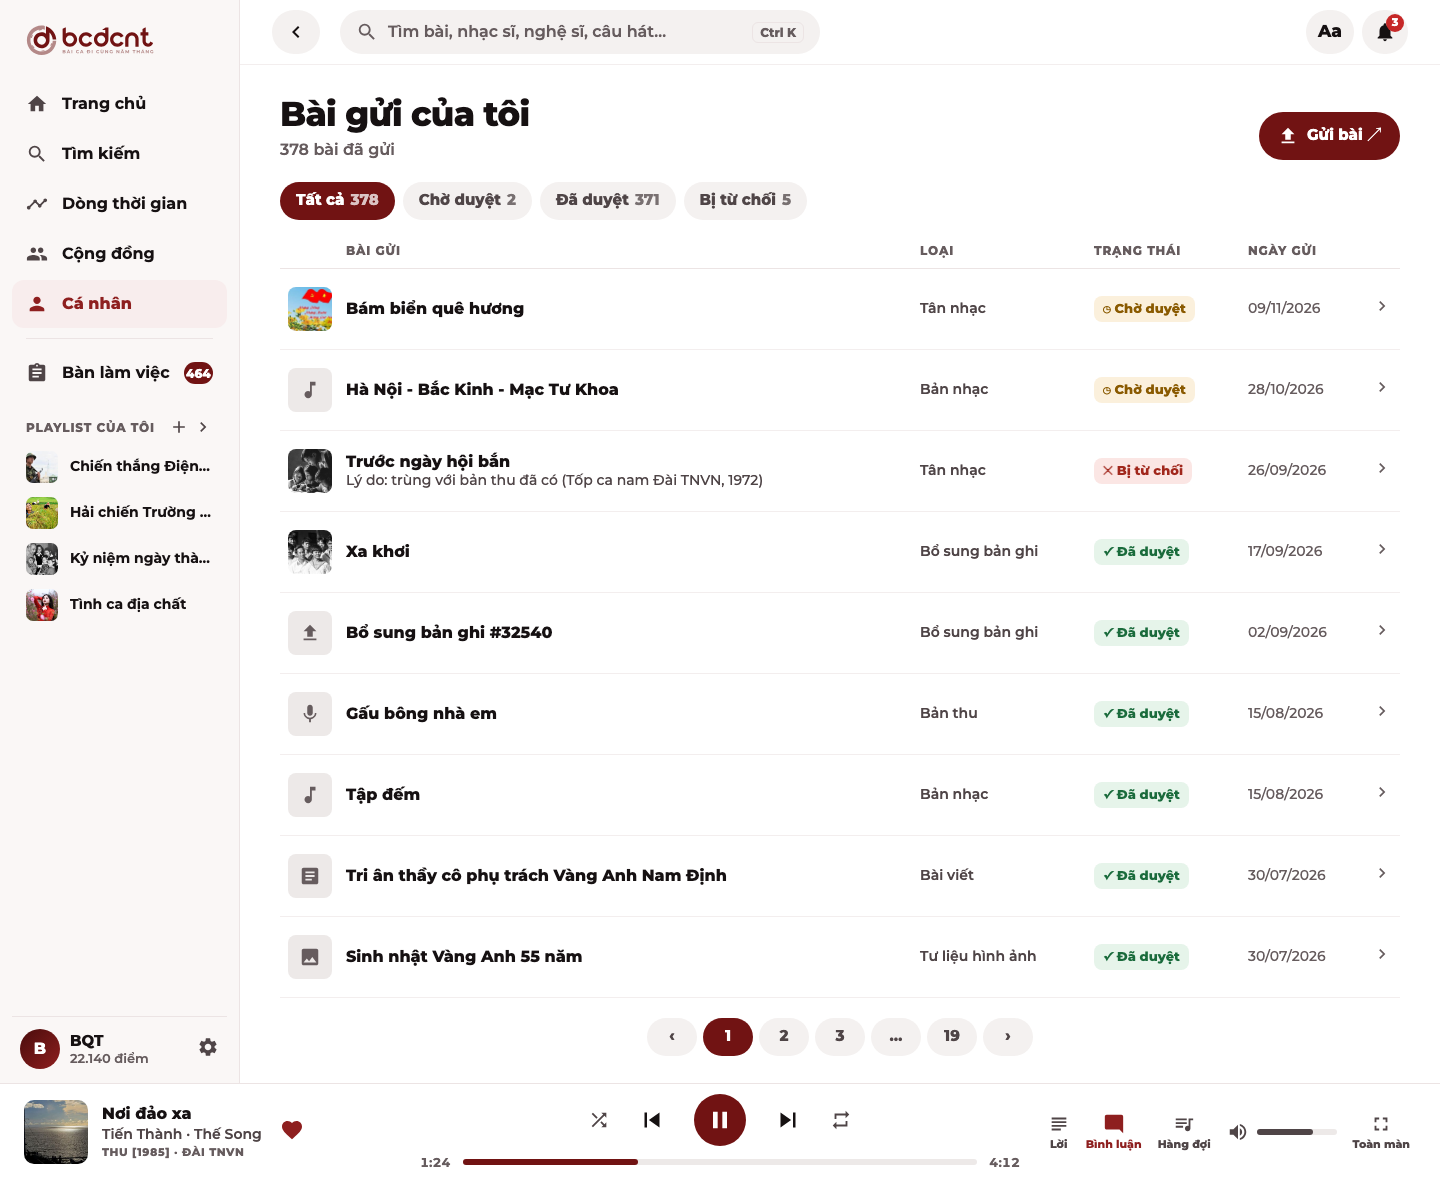 bcdcnt
BÀI CA ĐI CÙNG NĂM THÁNG
Trang chủ
Tìm kiếm
Dòng thời gian
Cộng đồng
Cá nhân
Bàn làm việc 464
PLAYLIST CỦA TÔI
Chiến thắng Điện...
Hải chiến Trường ...
Kỷ niệm ngày thà...
Tình ca địa chất
B
BQT
22.140 điểm
Tìm bài, nhạc sĩ, nghệ sĩ, câu hát...
Ctrl K
Aa
3
Bài gửi của tôi
378 bài đã gửi
Gửi bài ↗
Tất cả 378
Chờ duyệt 2
Đã duyệt 371
Bị từ chối 5
BÀI GỬI LOẠI TRẠNG THÁI NGÀY GỬI
Bám biển quê hương Tân nhạc Chờ duyệt 09/11/2026
Hà Nội - Bắc Kinh - Mạc Tư Khoa Bản nhạc Chờ duyệt 28/10/2026
Trước ngày hội bắn Tân nhạc Bị từ chối 26/09/2026
Lý do: trùng với bản thu đã có (Tốp ca nam Đài TNVN, 1972)
Xa khơi Bổ sung bản ghi Đã duyệt 17/09/2026
Bổ sung bản ghi #32540 Bổ sung bản ghi Đã duyệt 02/09/2026
Gấu bông nhà em Bản thu Đã duyệt 15/08/2026
Tập đếm Bản nhạc Đã duyệt 15/08/2026
Tri ân thầy cô phụ trách Vàng Anh Nam Định Bài viết Đã duyệt 30/07/2026
Sinh nhật Vàng Anh 55 năm Tư liệu hình ảnh Đã duyệt 30/07/2026
‹ 1 2 3 ... 19 ›
Nơi đảo xa
Tiến Thành · Thế Song
THU [1985] · ĐÀI TNVN
1:24
4:12
Lời
Bình luận
Hàng đợi
Toàn màn